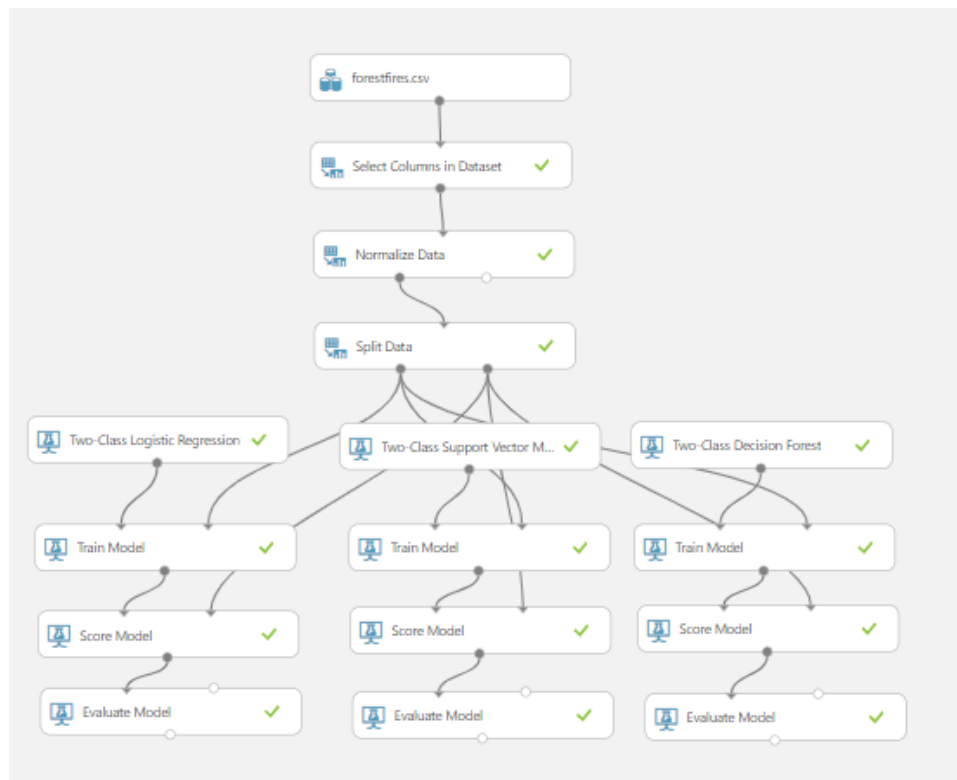 forestfires.csv
Select Columns in Dataset
Normalize Data
Split Data
Two-Class Logistic Regression
Two-Class Support Vector M...
Two-Class Decision Forest
Train Model
Train Model
Train Model
Score Model
Score Model
Score Model
Evaluate Model
Evaluate Model
Evaluate Model